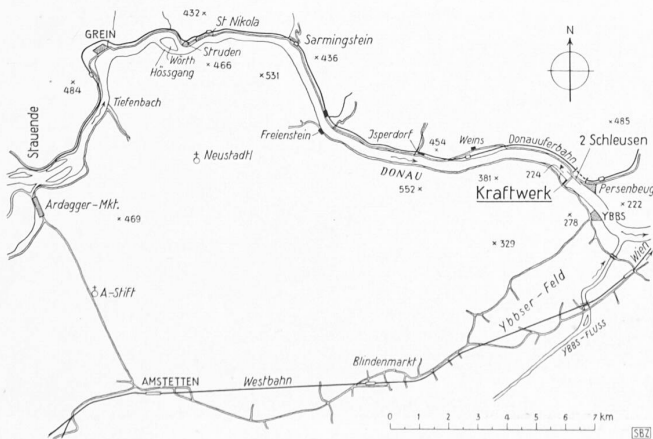 432 ×
St Nikola
GREIN
Struden
Wörth
Hössgang
× 466
Sarmingstein
× 436
× 531
N
× 484
Tiefenbach
Stauende
Freienstein
Neustadtl
Isperdorf
454 ×
Weins
Donauuferbahn
× 485
2 Schleusen
DONAU
552 ×
381 ×
224
Kraftwerk
Persenbeug
× 222
× 278
YBBS
Ardagger-Mkt.
× 469
× 329
Wien
A-Stift
Ybbser-Feld
YBBS-FLUSS
Blindenmarkt
AMSTETTEN
Westbahn
0 1 2 3 4 5 6 7 km
SBZ